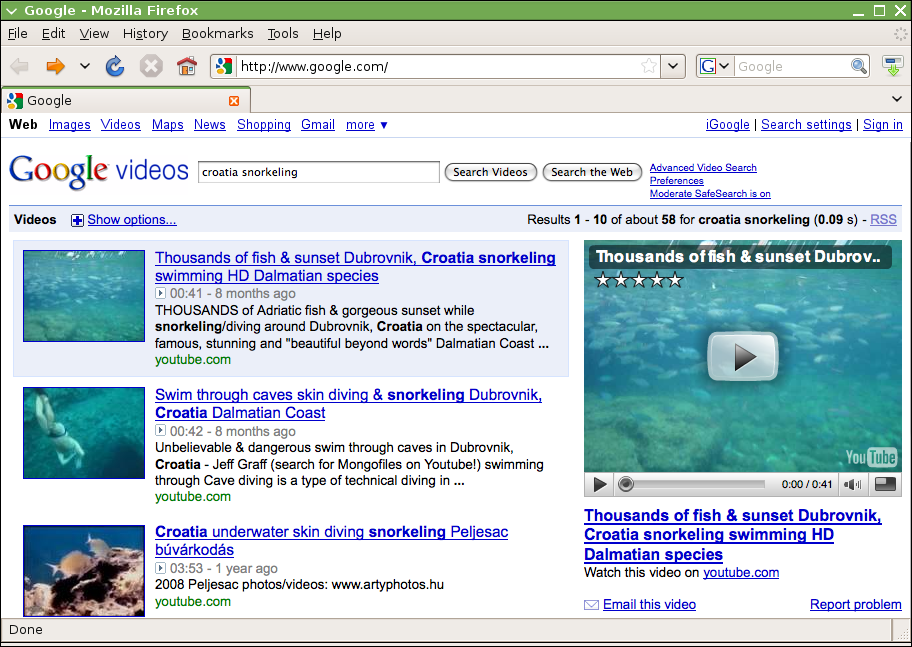 Google - Mozilla Firefox
File Edit View History Bookmarks Tools Help
http://www.google.com/
G Google
Google
Web Images Videos Maps News Shopping Gmail more ▼ iGoogle | Search settings | Sign in
Google videos croatia snorkeling Search Videos Search the Web
Advanced Video Search
Preferences
Moderate SafeSearch is on
Videos Show options... Results 1 - 10 of about 58 for croatia snorkeling (0.09 s) - RSS
Thousands of fish & sunset Dubrovnik, Croatia snorkeling
swimming HD Dalmatian species
00:41 - 8 months ago
THOUSANDS of Adriatic fish & gorgeous sunset while
snorkeling/diving around Dubrovnik, Croatia on the spectacular,
famous, stunning and "beautiful beyond words" Dalmatian Coast ...
youtube.com
Swim through caves skin diving & snorkeling Dubrovnik,
Croatia Dalmatian Coast
00:42 - 8 months ago
Unbelievable & dangerous swim through caves in Dubrovnik,
Croatia - Jeff Graff (search for Mongofiles on Youtube!) swimming
through Cave diving is a type of technical diving in ...
youtube.com
Croatia underwater skin diving snorkeling Peljesac
búvárkodás
03:53 - 1 year ago
2008 Peljesac photos/videos: www.artyphotos.hu
youtube.com
Thousands of fish & sunset Dubrov..
YouTube
0:00 / 0:41
Thousands of fish & sunset Dubrovnik,
Croatia snorkeling swimming HD
Dalmatian species
Watch this video on youtube.com
Email this video Report problem
Done